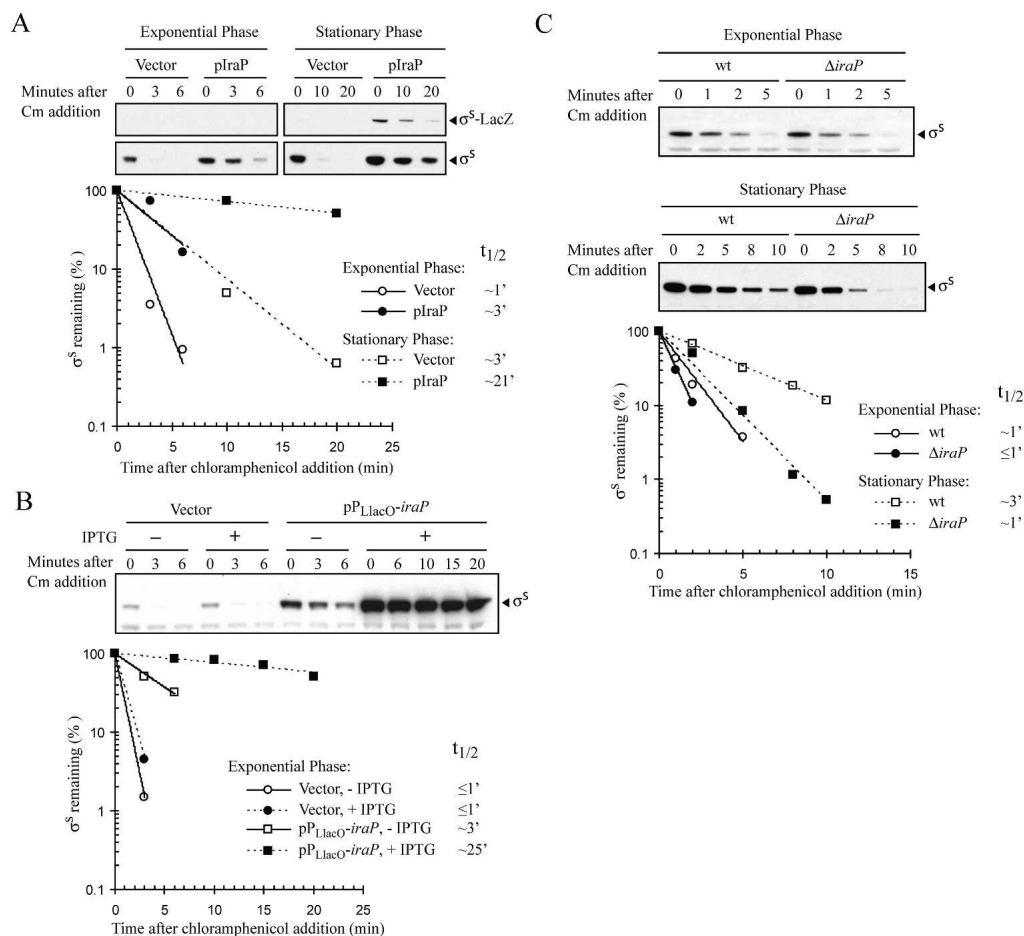 A
Exponential Phase
Stationary Phase
Vector
pIraP
Vector
pIraP
Minutes after
Cm addition
0 3 6 0 3 6 0 10 20 0 10 20
σS-LacZ
σS
σS remaining (%)
100
10
1
0.1
t1/2
Exponential Phase:
Vector ~1'
pIraP ~3'
Stationary Phase:
Vector ~3'
pIraP ~21'
0 5 10 15 20 25
Time after chloramphenicol addition (min)
B
Vector
pPLlacO-iraP
IPTG – + – +
Minutes after
Cm addition
0 3 6 0 3 6 0 3 6 0 6 10 15 20
σS
σS remaining (%)
100
10
1
0.1
t1/2
Exponential Phase:
Vector, - IPTG ≤1'
Vector, + IPTG ≤1'
pPLlacO-iraP, - IPTG ~3'
pPLlacO-iraP, + IPTG ~25'
0 5 10 15 20 25
Time after chloramphenicol addition (min)
C
Exponential Phase
wt
ΔiraP
Minutes after
Cm addition
0 1 2 5 0 1 2 5
σS
Stationary Phase
wt
ΔiraP
Minutes after
Cm addition
0 2 5 8 10 0 2 5 8 10
σS
σS remaining (%)
100
10
1
0.1
t1/2
Exponential Phase:
wt ~1'
ΔiraP ≤1'
Stationary Phase:
wt ~3'
ΔiraP ~1'
0 5 10 15
Time after chloramphenicol addition (min)